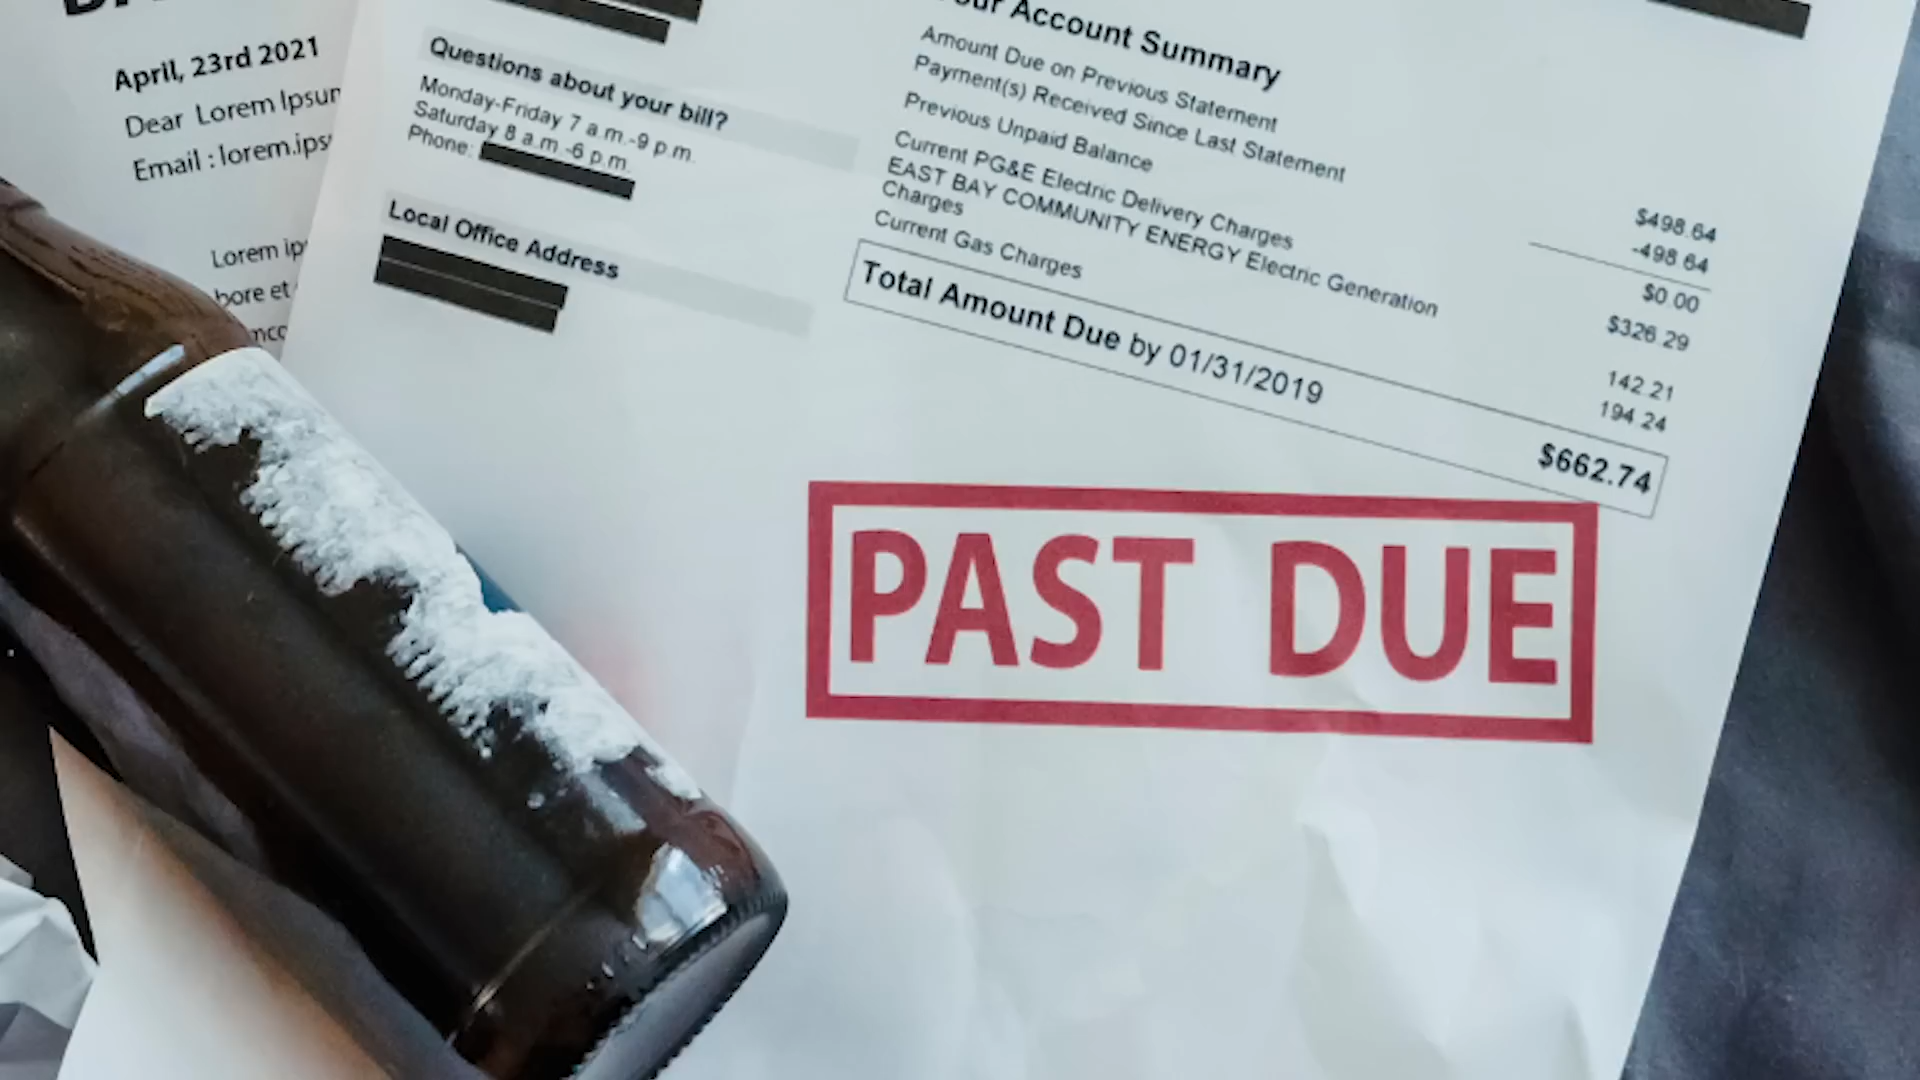 April, 23rd 2021
Dear Lorem Ipsum
Email : lorem.ips
Lorem ip
bore et
Questions about your bill?
Monday-Friday 7 a.m.-9 p.m.
Saturday 8 a.m.-6 p.m.
Phone:
Local Office Address
Your Account Summary
Amount Due on Previous Statement $498.64
Payment(s) Received Since Last Statement -498.64
Previous Unpaid Balance $0.00
Current PG&E Electric Delivery Charges $326.29
EAST BAY COMMUNITY ENERGY Electric Generation 142.21
Charges
Current Gas Charges 194.24
Total Amount Due by 01/31/2019 $662.74
PAST DUE